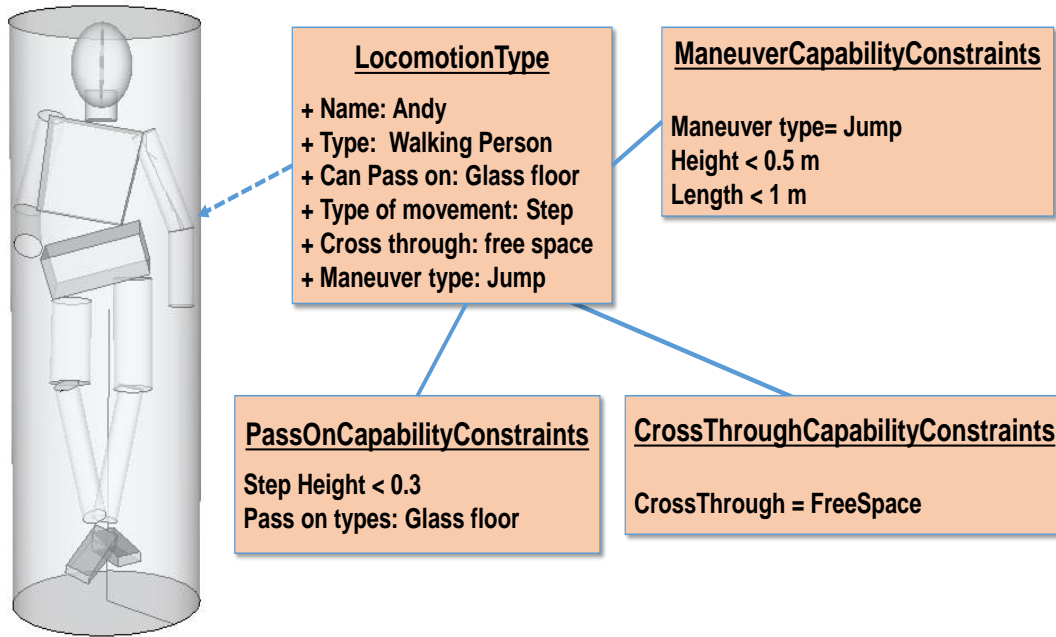 LocomotionType
+ Name: Andy
+ Type:  Walking Person
+ Can Pass on: Glass floor
+ Type of movement: Step
+ Cross through: free space
+ Maneuver type: Jump
ManeuverCapabilityConstraints
Maneuver type= Jump
Height < 0.5 m
Length < 1 m
PassOnCapabilityConstraints
Step Height < 0.3
Pass on types: Glass floor
CrossThroughCapabilityConstraints
CrossThrough = FreeSpace